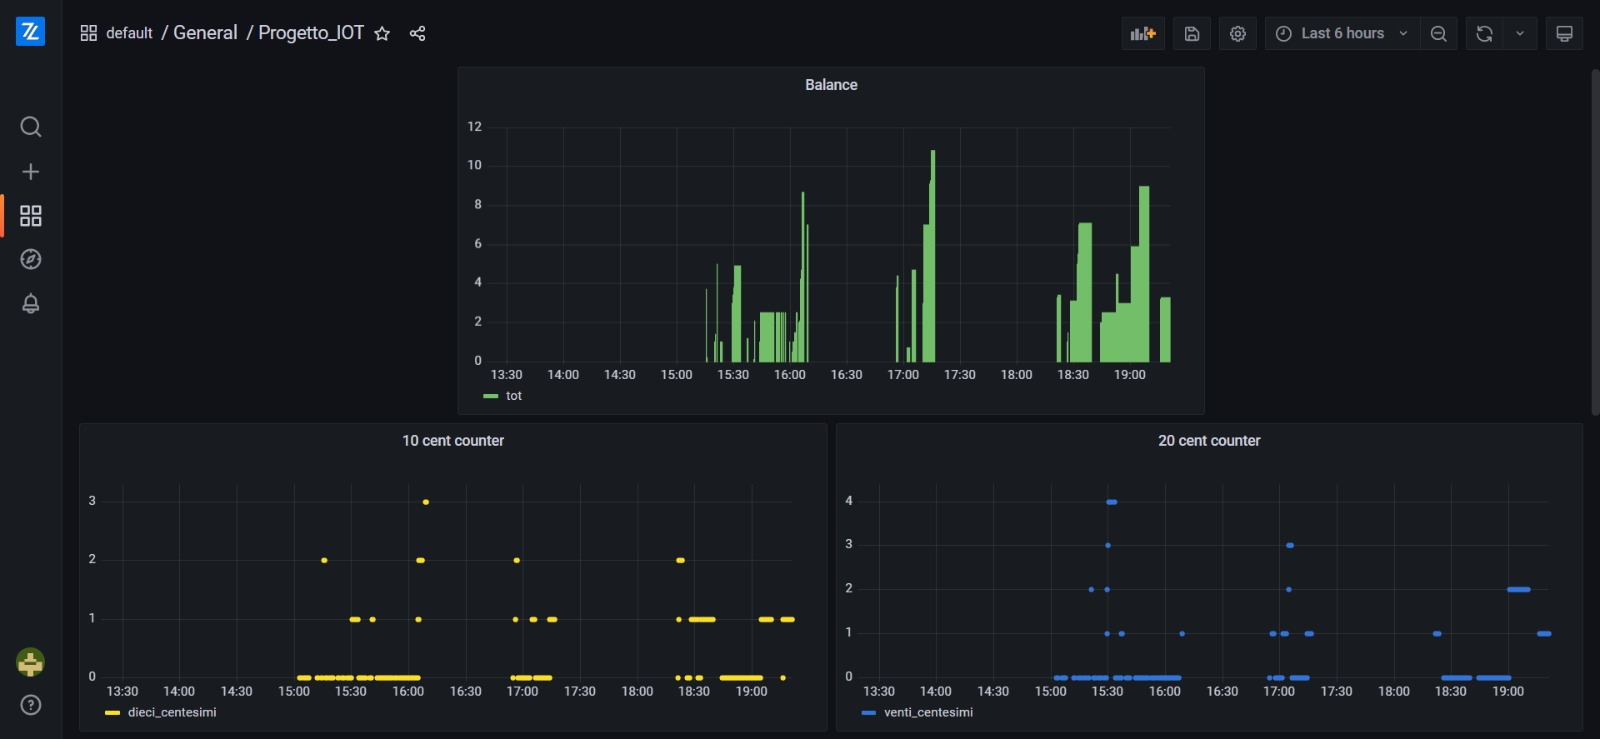 default / General / Progetto_IOT
Last 6 hours
Balance
12
10
8
6
4
2
0
13:30 14:00 14:30 15:00 15:30 16:00 16:30 17:00 17:30 18:00 18:30 19:00
tot
10 cent counter
3
2
1
0
13:30 14:00 14:30 15:00 15:30 16:00 16:30 17:00 17:30 18:00 18:30 19:00
dieci_centesimi
20 cent counter
4
3
2
1
0
13:30 14:00 14:30 15:00 15:30 16:00 16:30 17:00 17:30 18:00 18:30 19:00
venti_centesimi